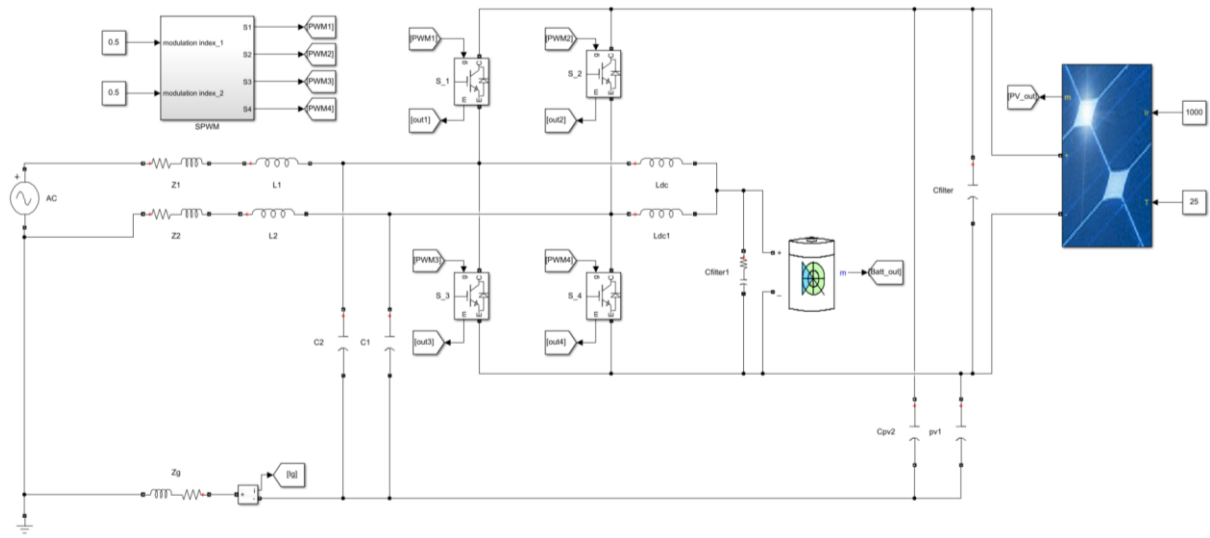 S1
[PWM1]
0.5
modulation index_1
S2
[PWM2]
S3
[PWM3]
0.5
modulation index_2
S4
[PWM4]
SPWM
[PWM1]
g
C
S_1
m
E
[out1]
[PWM2]
g
C
S_2
m
E
[out2]
[PV_out]
m
Ir
1000
+
T
25
-
+
AC
Z1
L1
Z2
L2
Ldc
Ldc1
Cfilter
[PWM3]
g
C
S_3
m
E
[out3]
[PWM4]
g
C
S_4
m
E
[out4]
Cfilter1
+
m
[Batt_out]
_
C2
C1
Cpv2
pv1
Zg
[Ig]
+
i
-